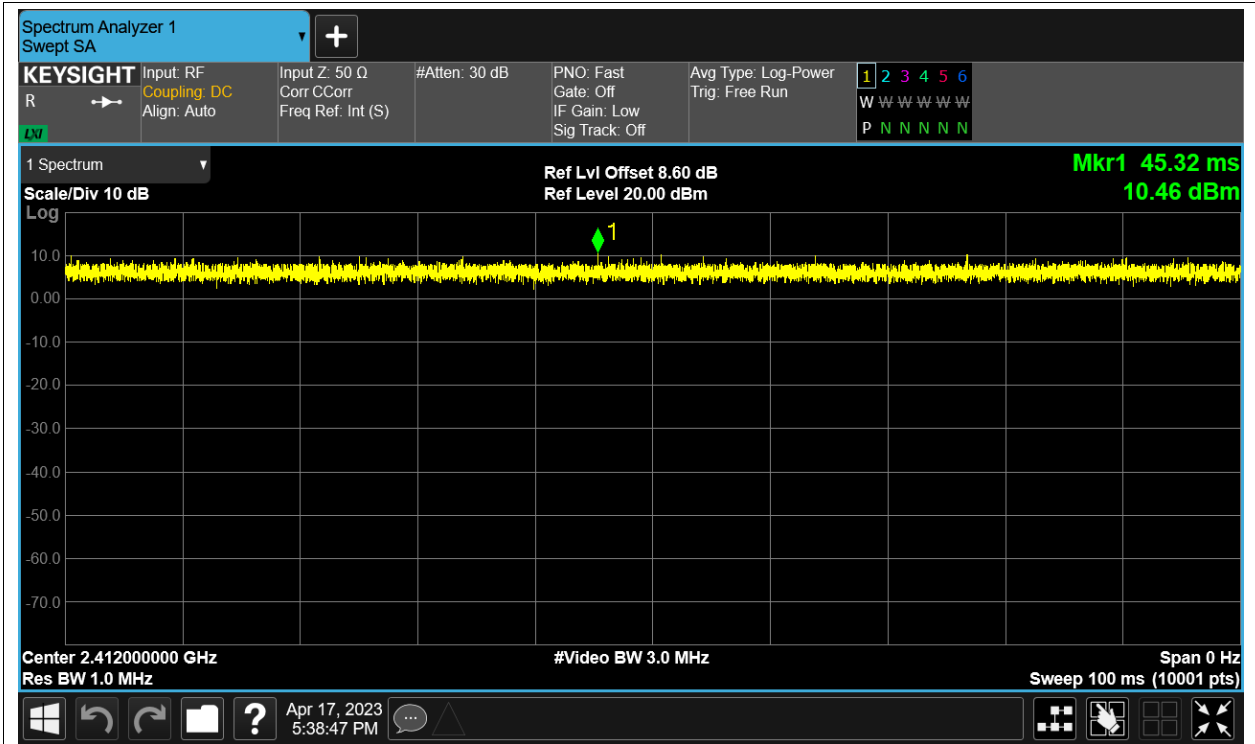 Spectrum Analyzer 1
Swept SA
KEYSIGHT
R
LXI
Input: RF
Coupling: DC
Align: Auto
Input Z: 50 Ω
Corr CCorr
Freq Ref: Int (S)
#Atten: 30 dB
PNO: Fast
Gate: Off
IF Gain: Low
Sig Track: Off
Avg Type: Log-Power
Trig: Free Run
1 2 3 4 5 6
W W W W W W
P N N N N N
1 Spectrum
Scale/Div 10 dB
Log
Ref Lvl Offset 8.60 dB
Ref Level 20.00 dBm
Mkr1 45.32 ms
10.46 dBm
1
10.0
0.00
-10.0
-20.0
-30.0
-40.0
-50.0
-60.0
-70.0
Center 2.412000000 GHz
Res BW 1.0 MHz
#Video BW 3.0 MHz
Span 0 Hz
Sweep 100 ms (10001 pts)
?
Apr 17, 2023
5:38:47 PM